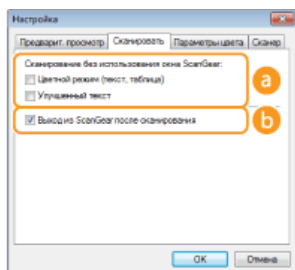 Настройка
Предварит. просмотр Сканировать Параметры цвета Сканер
Сканирование без использования окна ScanGear:
Цветной режим (текст, таблица)
Улучшенный текст
a
Выход из ScanGear после сканирования
b
OK Отмена